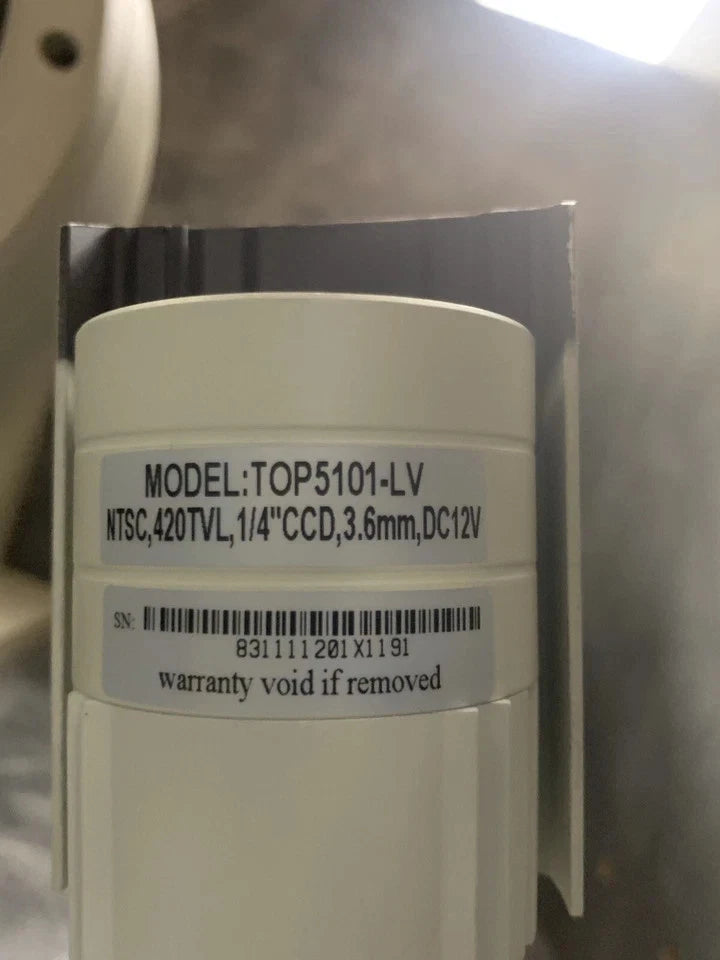 MODEL:TOP5101-LV
NTSC,420TVL,1/4"CCD,3.6mm,DC12V
SN:
831111201X1191
warranty void if removed